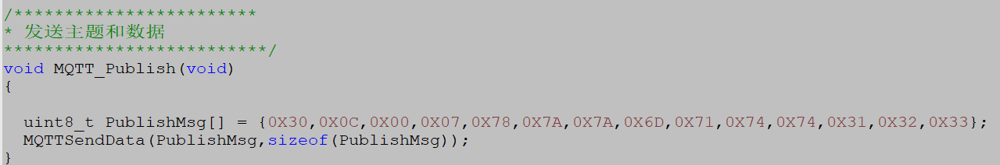 /************************
* 发送主题和数据
**************************/
void MQTT_Publish(void)
{
uint8_t PublishMsg[] = {0X30,0X0C,0X00,0X07,0X78,0X7A,0X7A,0X6D,0X71,0X74,0X74,0X31,0X32,0X33};
MQTTSendData(PublishMsg,sizeof(PublishMsg));
}